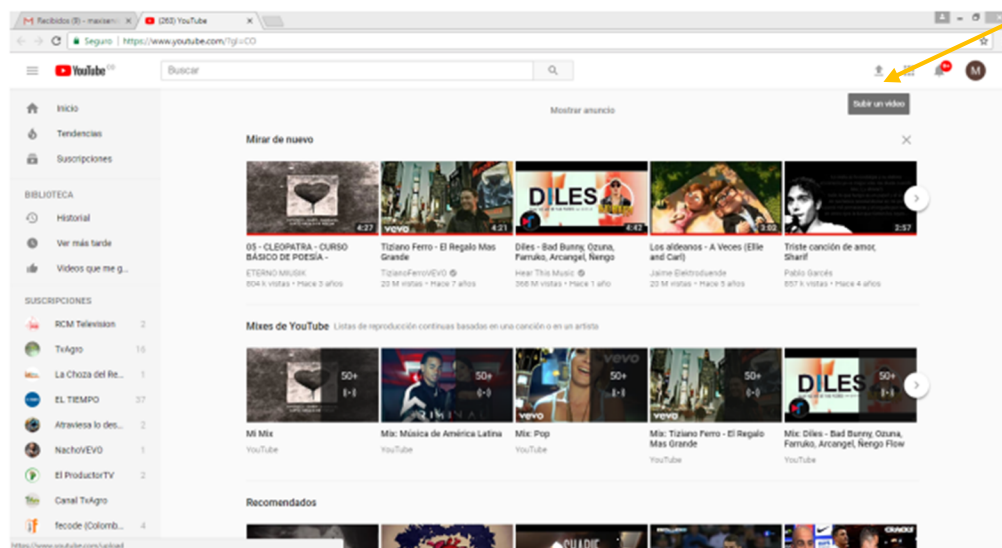 Recibidos (9) - maxiservi
(262) YouTube
Seguro | https://www.youtube.com/?gl=CO
YouTube CO
Buscar
M
Subir un video
Mostrar anuncio
Inicio
Tendencias
Suscripciones
BIBLIOTECA
Historial
Ver más tarde
Videos que me g...
SUSCRIPCIONES
RCM Television 2
TvAgro 16
La Choza del Re... 1
EL TIEMPO 37
Atraviesa lo des... 2
NachoVEVO 1
El ProductorTV 2
Canal TvAgro
fecode (Colomb... 4
https://www.youtube.com/upload
Mirar de nuevo
4:27
vevo 4:21
DILES 4:42
3:02
2:57
05 - CLEOPATRA - CURSO
BÁSICO DE POESÍA -
ETERNO MIUSIK
804 k vistas • Hace 3 años
Tiziano Ferro - El Regalo Mas
Grande
TizianoFerroVEVO
20 M vistas • Hace 7 años
Diles - Bad Bunny, Ozuna,
Farruko, Arcangel, Ñengo
Hear This Music
366 M vistas • Hace 1 año
Los aldeanos - A Veces (Ellie
and Carl)
Jaime Elektroduende
20 M vistas • Hace 5 años
Triste canción de amor,
Sharif
Pablo Garcés
857 k vistas • Hace 4 años
Mixes de YouTube Listas de reproducción continuas basadas en una canción o en un artista
50+
50+
CRIMINAL
vevo
50+
vevo
50+
vevo
DILES 50+
Mi Mix
YouTube
Mix: Música de América Latina
YouTube
Mix: Pop
YouTube
Mix: Tiziano Ferro - El Regalo
Mas Grande
YouTube
Mix: Diles - Bad Bunny, Ozuna,
Farruko, Arcangel, Ñengo Flow
YouTube
Recomendados